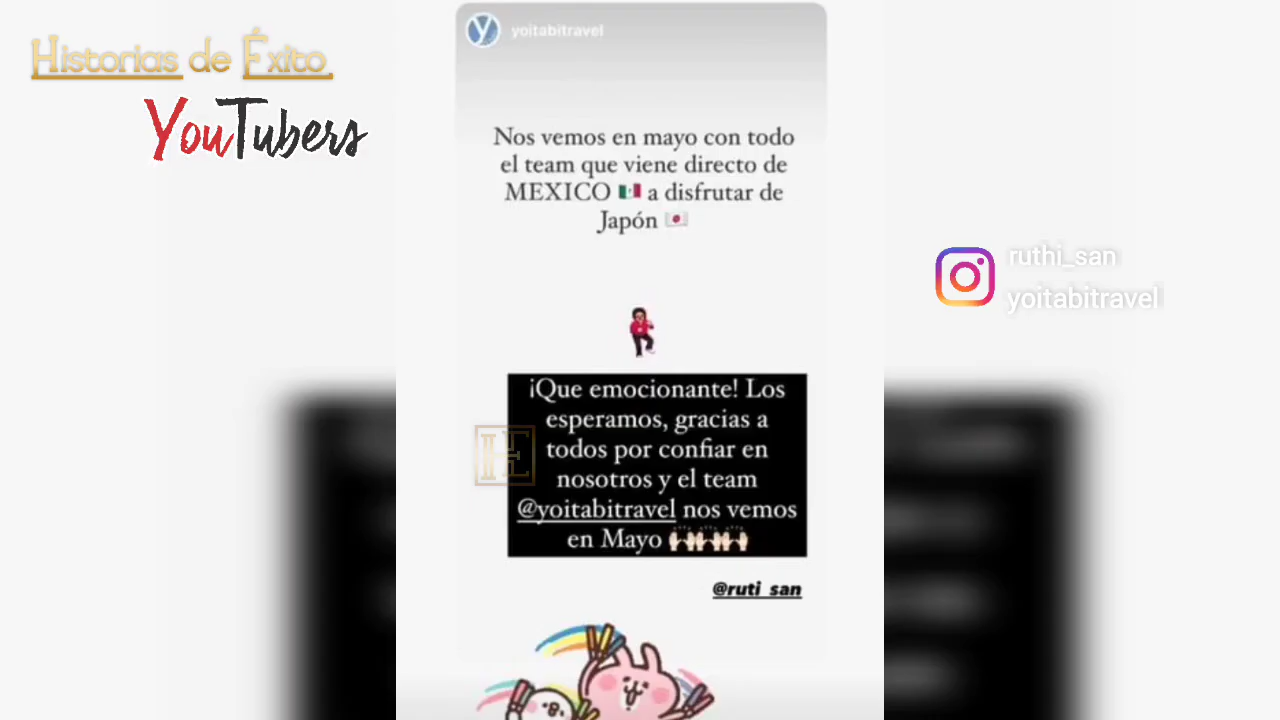 Historias de Éxito
YouTubers
yoitabitravel
Nos vemos en mayo con todo
el team que viene directo de
MEXICO 🇲🇽 a disfrutar de
Japón 🇯🇵
¡Que emocionante! Los
esperamos, gracias a
todos por confiar en
nosotros y el team
@yoitabitravel nos vemos
en Mayo 🙌🏻🙌🏻🙌🏻
@ruti_san
ruthi_san
yoitabitravel
HE